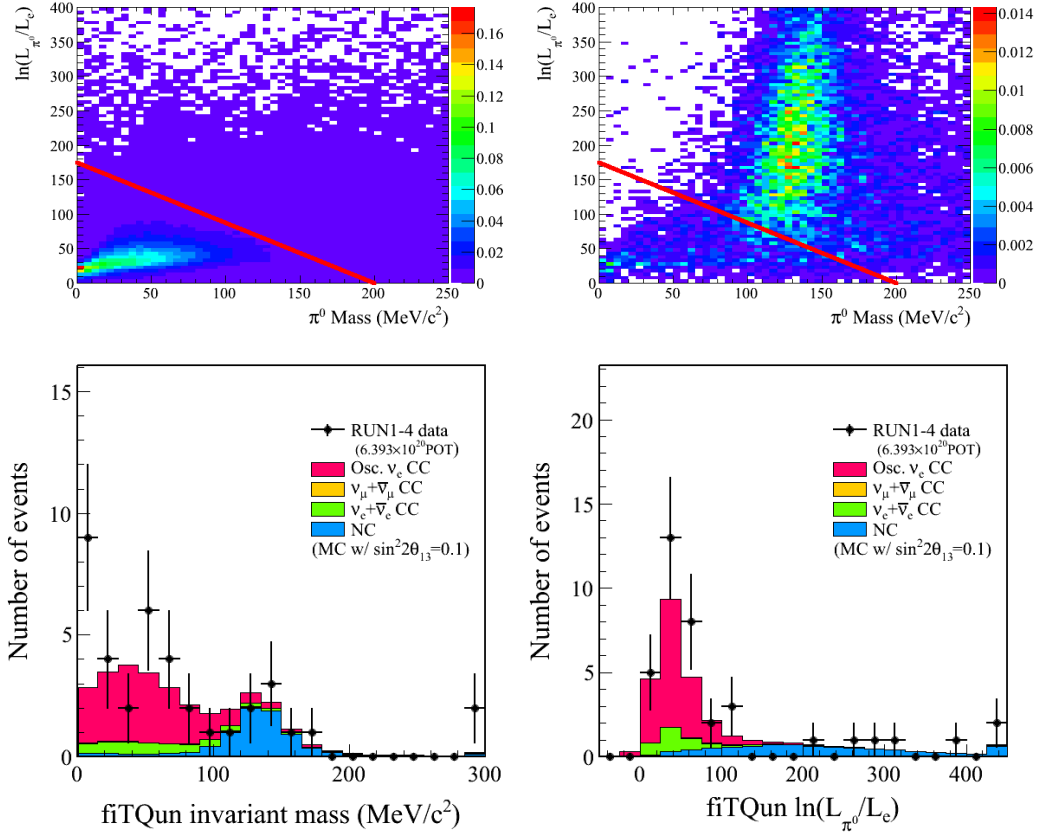 ln(L_π⁰/L_e)
400
350
300
250
200
150
100
50
0
0 50 100 150 200 250
π⁰ Mass (MeV/c²)
0.16
0.14
0.12
0.1
0.08
0.06
0.04
0.02
0
ln(L_π⁰/L_e)
400
350
300
250
200
150
100
50
0
0 50 100 150 200 250
π⁰ Mass (MeV/c²)
0.014
0.012
0.01
0.008
0.006
0.004
0.002
0
Number of events
15
10
5
0
RUN1-4 data
(6.393×10²⁰POT)
Osc. ν_e CC
ν_μ+ν̅_μ CC
ν_e+ν̅_e CC
NC
(MC w/ sin²2θ₁₃=0.1)
0 100 200 300
fiTQun invariant mass (MeV/c²)
Number of events
20
15
10
5
0
RUN1-4 data
(6.393×10²⁰POT)
Osc. ν_e CC
ν_μ+ν̅_μ CC
ν_e+ν̅_e CC
NC
(MC w/ sin²2θ₁₃=0.1)
0 100 200 300 400
fiTQun ln(L_π⁰/L_e)